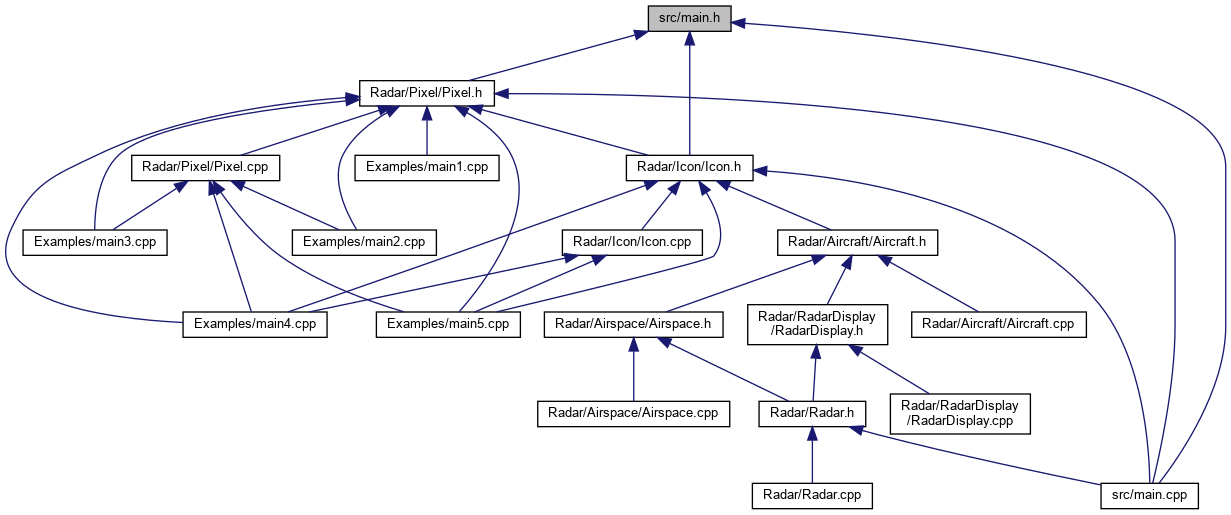 src/main.h
Radar/Pixel/Pixel.h
Radar/Pixel/Pixel.cpp
Examples/main1.cpp
Radar/Icon/Icon.h
Examples/main3.cpp
Examples/main2.cpp
Radar/Icon/Icon.cpp
Radar/Aircraft/Aircraft.h
Examples/main4.cpp
Examples/main5.cpp
Radar/Airspace/Airspace.h
Radar/RadarDisplay
/RadarDisplay.h
Radar/Aircraft/Aircraft.cpp
Radar/Airspace/Airspace.cpp
Radar/Radar.h
Radar/RadarDisplay
/RadarDisplay.cpp
Radar/Radar.cpp
src/main.cpp